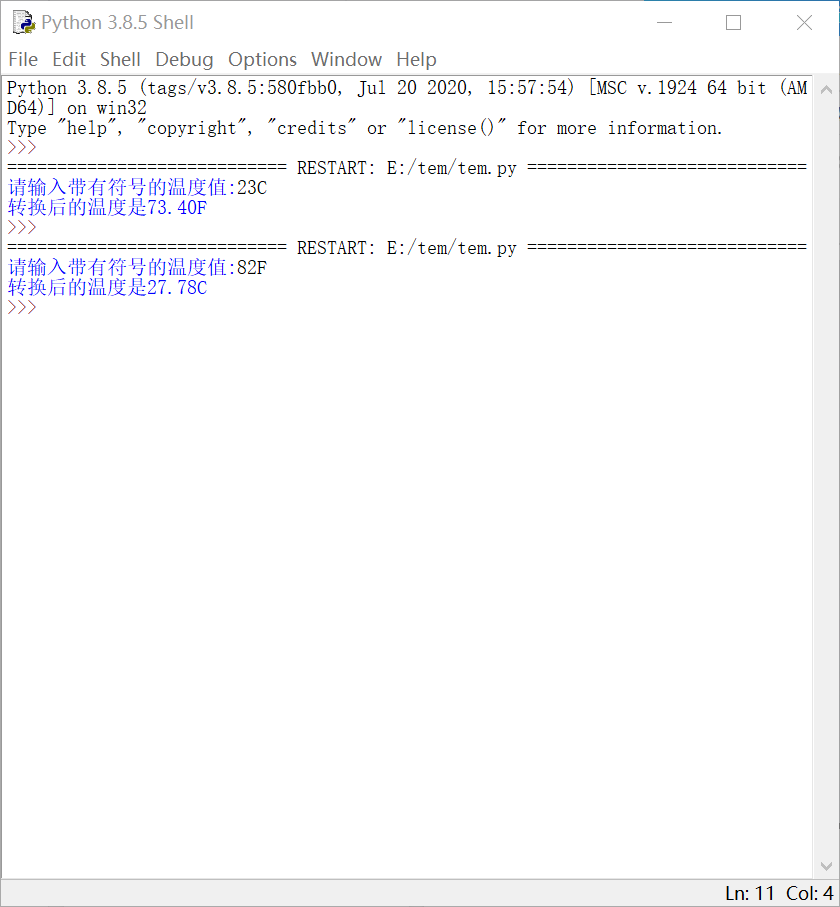 Python 3.8.5 Shell
File Edit Shell Debug Options Window Help
Python 3.8.5 (tags/v3.8.5:580fbb0, Jul 20 2020, 15:57:54) [MSC v.1924 64 bit (AM
D64)] on win32
Type "help", "copyright", "credits" or "license()" for more information.
>>>
============================ RESTART: E:/tem/tem.py ============================
请输入带有符号的温度值:23C
转换后的温度是73.40F
>>>
============================ RESTART: E:/tem/tem.py ============================
请输入带有符号的温度值:82F
转换后的温度是27.78C
>>>
Ln: 11 Col: 4